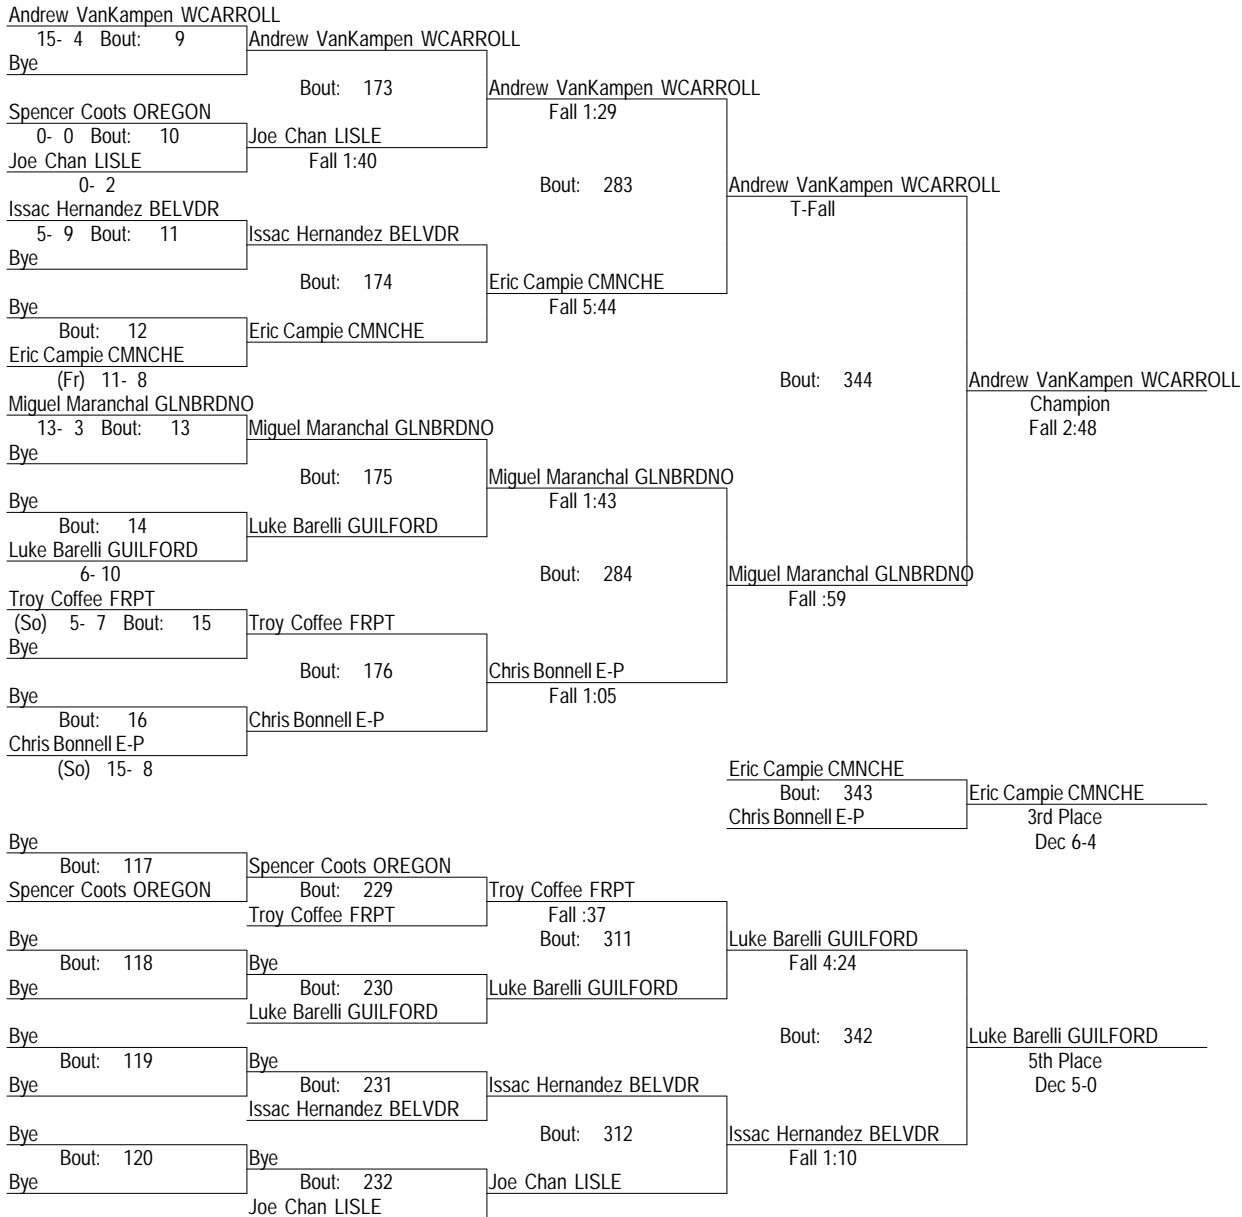 Andrew VanKampen WCARROLL
15- 4 Bout: 9 Andrew VanKampen WCARROLL
Bye
Bout: 173 Andrew VanKampen WCARROLL
Spencer Coots OREGON Fall 1:29
0- 0 Bout: 10 Joe Chan LISLE
Joe Chan LISLE Fall 1:40
0- 2 Bout: 283 Andrew VanKampen WCARROLL
Issac Hernandez BELVDR T-Fall
5- 9 Bout: 11 Issac Hernandez BELVDR
Bye
Bout: 174 Eric Campie CMNCHE
Bye Fall 5:44
Bout: 12 Eric Campie CMNCHE
Eric Campie CMNCHE
(Fr) 11- 8 Bout: 344 Andrew VanKampen WCARROLL
Miguel Maranchal GLNBRDNO Champion
13- 3 Bout: 13 Miguel Maranchal GLNBRDNO Fall 2:48
Bye
Bout: 175 Miguel Maranchal GLNBRDNO
Bye Fall 1:43
Bout: 14 Luke Barelli GUILFORD
Luke Barelli GUILFORD
6- 10 Bout: 284 Miguel Maranchal GLNBRDNO
Troy Coffee FRPT Fall :59
(So) 5- 7 Bout: 15 Troy Coffee FRPT
Bye
Bout: 176 Chris Bonnell E-P
Bye Fall 1:05
Bout: 16 Chris Bonnell E-P
Chris Bonnell E-P
(So) 15- 8 Eric Campie CMNCHE
Bout: 343 Eric Campie CMNCHE
Chris Bonnell E-P 3rd Place
Bye Dec 6-4
Bout: 117 Spencer Coots OREGON
Spencer Coots OREGON Bout: 229 Troy Coffee FRPT
Troy Coffee FRPT Fall :37
Bye Bout: 311 Luke Barelli GUILFORD
Bout: 118 Bye Fall 4:24
Bye Bout: 230 Luke Barelli GUILFORD
Luke Barelli GUILFORD
Bye Bout: 342 Luke Barelli GUILFORD
Bout: 119 Bye 5th Place
Bye Bout: 231 Issac Hernandez BELVDR Dec 5-0
Issac Hernandez BELVDR
Bye Bout: 312 Issac Hernandez BELVDR
Bout: 120 Bye Fall 1:10
Bye Bout: 232 Joe Chan LISLE
Joe Chan LISLE